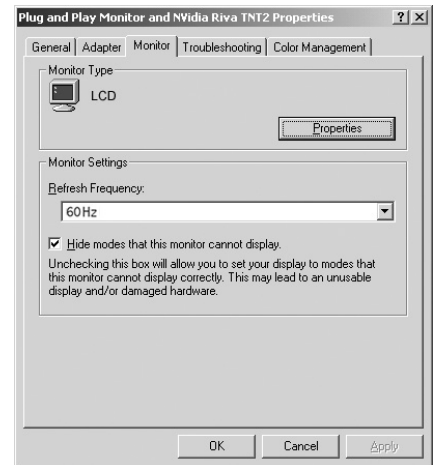 Plug and Play Monitor and NVidia Riva TNT2 Properties
General Adapter Monitor Troubleshooting Color Management
Monitor Type
LCD
Properties
Monitor Settings
Refresh Frequency:
60Hz
Hide modes that this monitor cannot display.
Unchecking this box will allow you to set your display to modes that
this monitor cannot display correctly. This may lead to an unusable
display and/or damaged hardware.
OK Cancel Apply